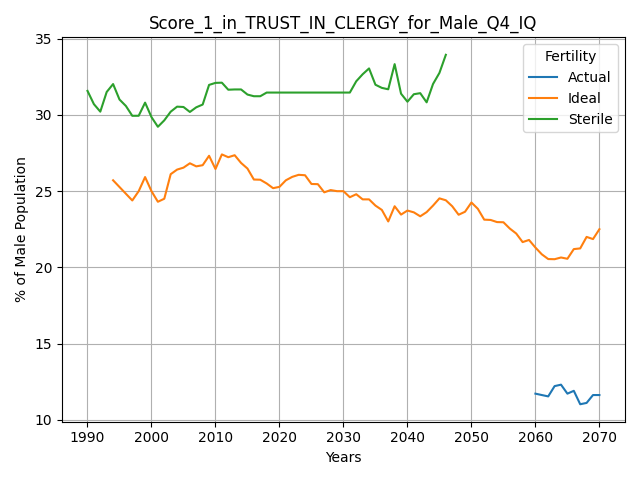 Score_1_in_TRUST_IN_CLERGY_for_Male_Q4_IQ
35
30
25
20
15
10
% of Male Population
Fertility
Actual
Ideal
Sterile
1990 2000 2010 2020 2030 2040 2050 2060 2070
Years